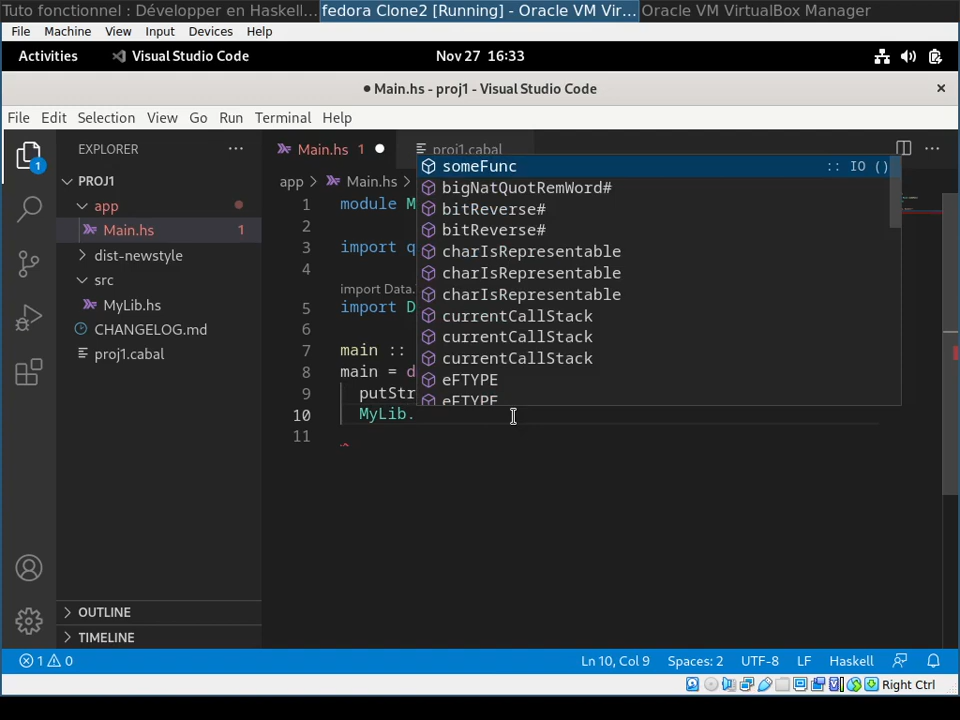 Tuto fonctionnel : Développer en Haskell... fedora Clone2 [Running] - Oracle VM Vir... Oracle VM VirtualBox Manager
File Machine View Input Devices Help
Activities Visual Studio Code Nov 27 16:33
● Main.hs - proj1 - Visual Studio Code ×
File Edit Selection View Go Run Terminal Help
1
EXPLORER ...
PROJ1
app
Main.hs 1
dist-newstyle
src
MyLib.hs
CHANGELOG.md
proj1.cabal
OUTLINE
TIMELINE
Main.hs 1 ● proj1.cabal ...
app > Main.hs >
1 module M
2
3 import q
4
import Data.
5 import D
6
7 main ::
8 main = d
9 putStr
10 MyLib.
11
someFunc :: IO ()
bigNatQuotRemWord#
bitReverse#
bitReverse#
charIsRepresentable
charIsRepresentable
charIsRepresentable
currentCallStack
currentCallStack
currentCallStack
eFTYPE
eFTYPE
1 0 Ln 10, Col 9 Spaces: 2 UTF-8 LF Haskell
Right Ctrl